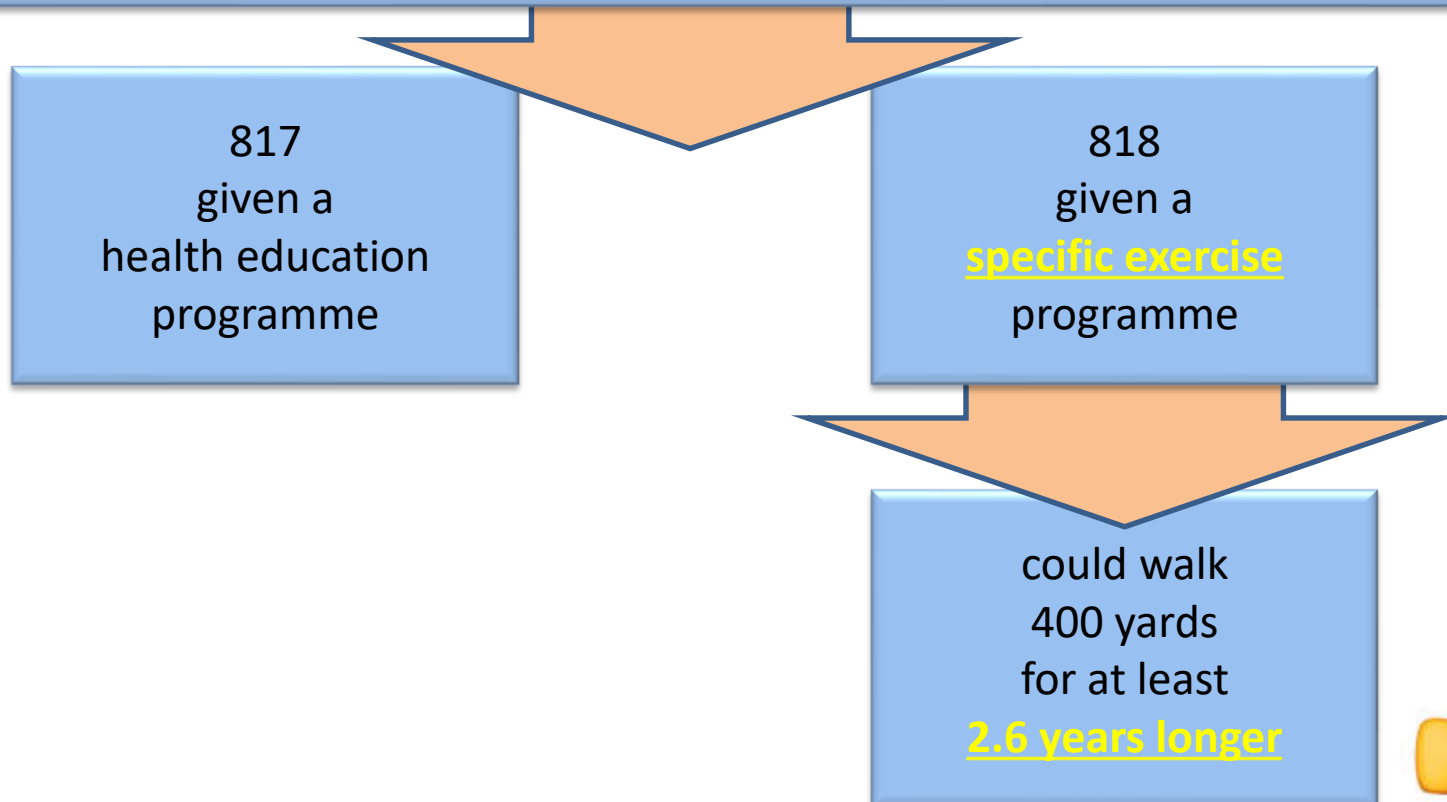 817
given a
health education
programme
818
given a
specific exercise
programme
could walk
400 yards
for at least
2.6 years longer